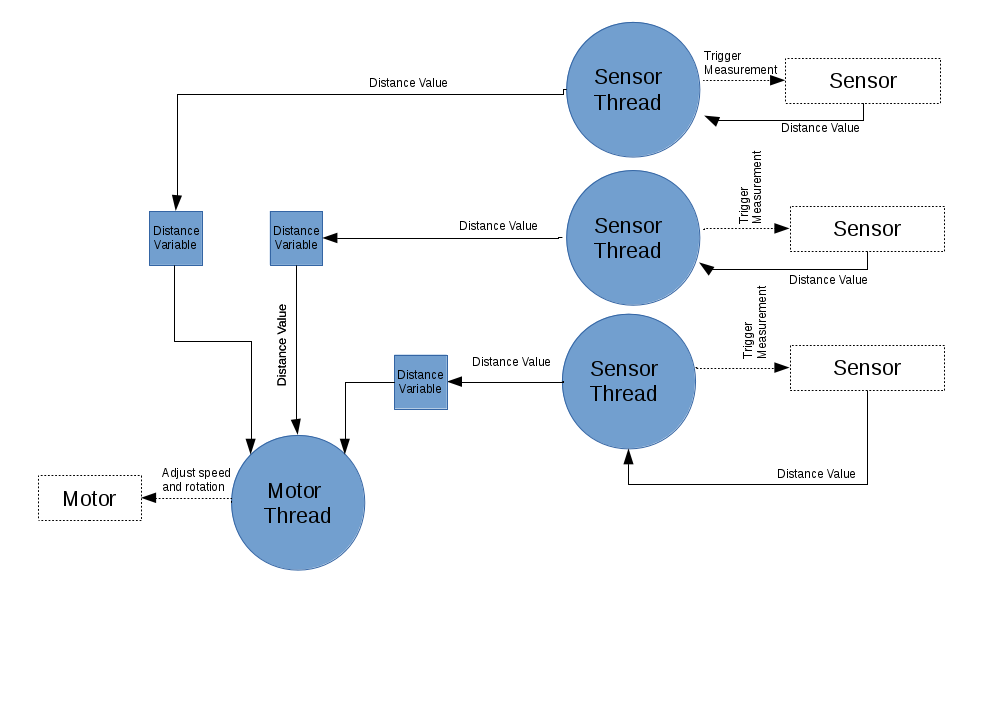 Trigger
Measurement
Sensor
Thread
Sensor
Distance Value
Distance Value
Trigger
Measurement
Distance
Variable
Distance
Variable
Distance Value
Sensor
Thread
Sensor
Distance Value
Trigger
Measurement
Distance Value
Distance
Variable
Distance Value
Sensor
Thread
Sensor
Distance Value
Adjust speed
and rotation
Motor
Motor
Thread